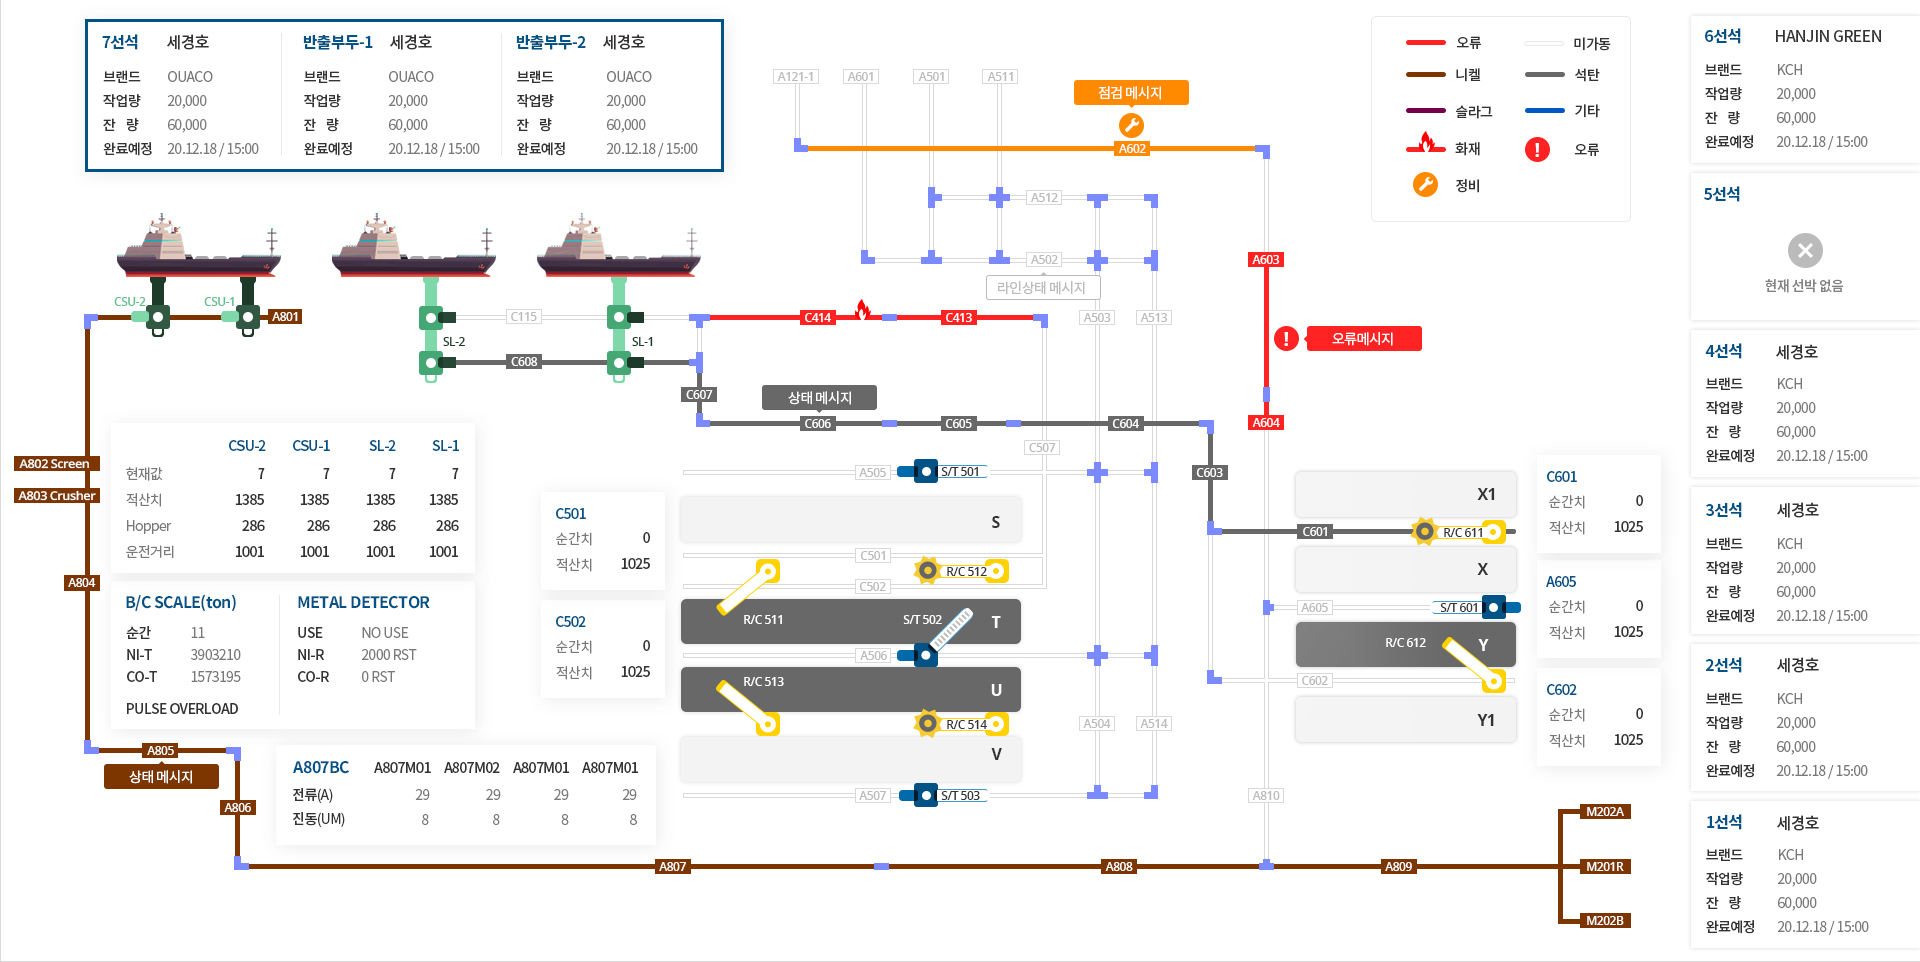 7선석 세경호
브랜드 OUACO
작업량 20,000
잔 량 60,000
완료예정 20.12.18 / 15:00
반출부두-1 세경호
브랜드 OUACO
작업량 20,000
잔 량 60,000
완료예정 20.12.18 / 15:00
반출부두-2 세경호
브랜드 OUACO
작업량 20,000
잔 량 60,000
완료예정 20.12.18 / 15:00
A121-1 A601 A501 A511
점검 메시지
A602
A512
A502
라인상태 메시지
오류 미가동
니켈 석탄
슬라그 기타
화재 오류
정비
6선석 HANJIN GREEN
브랜드 KCH
작업량 20,000
잔 량 60,000
완료예정 20.12.18 / 15:00
5선석
현재 선박 없음
4선석 세경호
브랜드 KCH
작업량 20,000
잔 량 60,000
완료예정 20.12.18 / 15:00
3선석 세경호
브랜드 KCH
작업량 20,000
잔 량 60,000
완료예정 20.12.18 / 15:00
2선석 세경호
브랜드 KCH
작업량 20,000
잔 량 60,000
완료예정 20.12.18 / 15:00
1선석 세경호
브랜드 KCH
작업량 20,000
잔 량 60,000
완료예정 20.12.18 / 15:00
CSU-2 CSU-1 A801
C115
SL-2 SL-1
C608
C414 C413
A503 A513
A603
오류메시지
C607
상태 메시지
C606 C605 C604
A604
C507
C603
A802 Screen
A803 Crusher
A804
CSU-2 CSU-1 SL-2 SL-1
현재값 7 7 7 7
적산치 1385 1385 1385 1385
Hopper 286 286 286 286
운전거리 1001 1001 1001 1001
B/C SCALE(ton)
순간 11
NI-T 3903210
CO-T 1573195
PULSE OVERLOAD
METAL DETECTOR
USE NO USE
NI-R 2000 RST
CO-R 0 RST
C501
순간치 0
적산치 1025
C502
순간치 0
적산치 1025
A505 S/T 501
S
C501
R/C 512
C502
R/C 511 S/T 502 T
A506
R/C 513 U
R/C 514
V
A507 S/T 503
A504 A514
X1
C601 R/C 611
X
A605 S/T 601
R/C 612 Y
C602
Y1
A810
C601
순간치 0
적산치 1025
A605
순간치 0
적산치 1025
C602
순간치 0
적산치 1025
A805
상태 메시지
A806
A807BC A807M01 A807M02 A807M01 A807M01
전류(A) 29 29 29 29
진동(UM) 8 8 8 8
A807 A808 A809
M202A
M201R
M202B